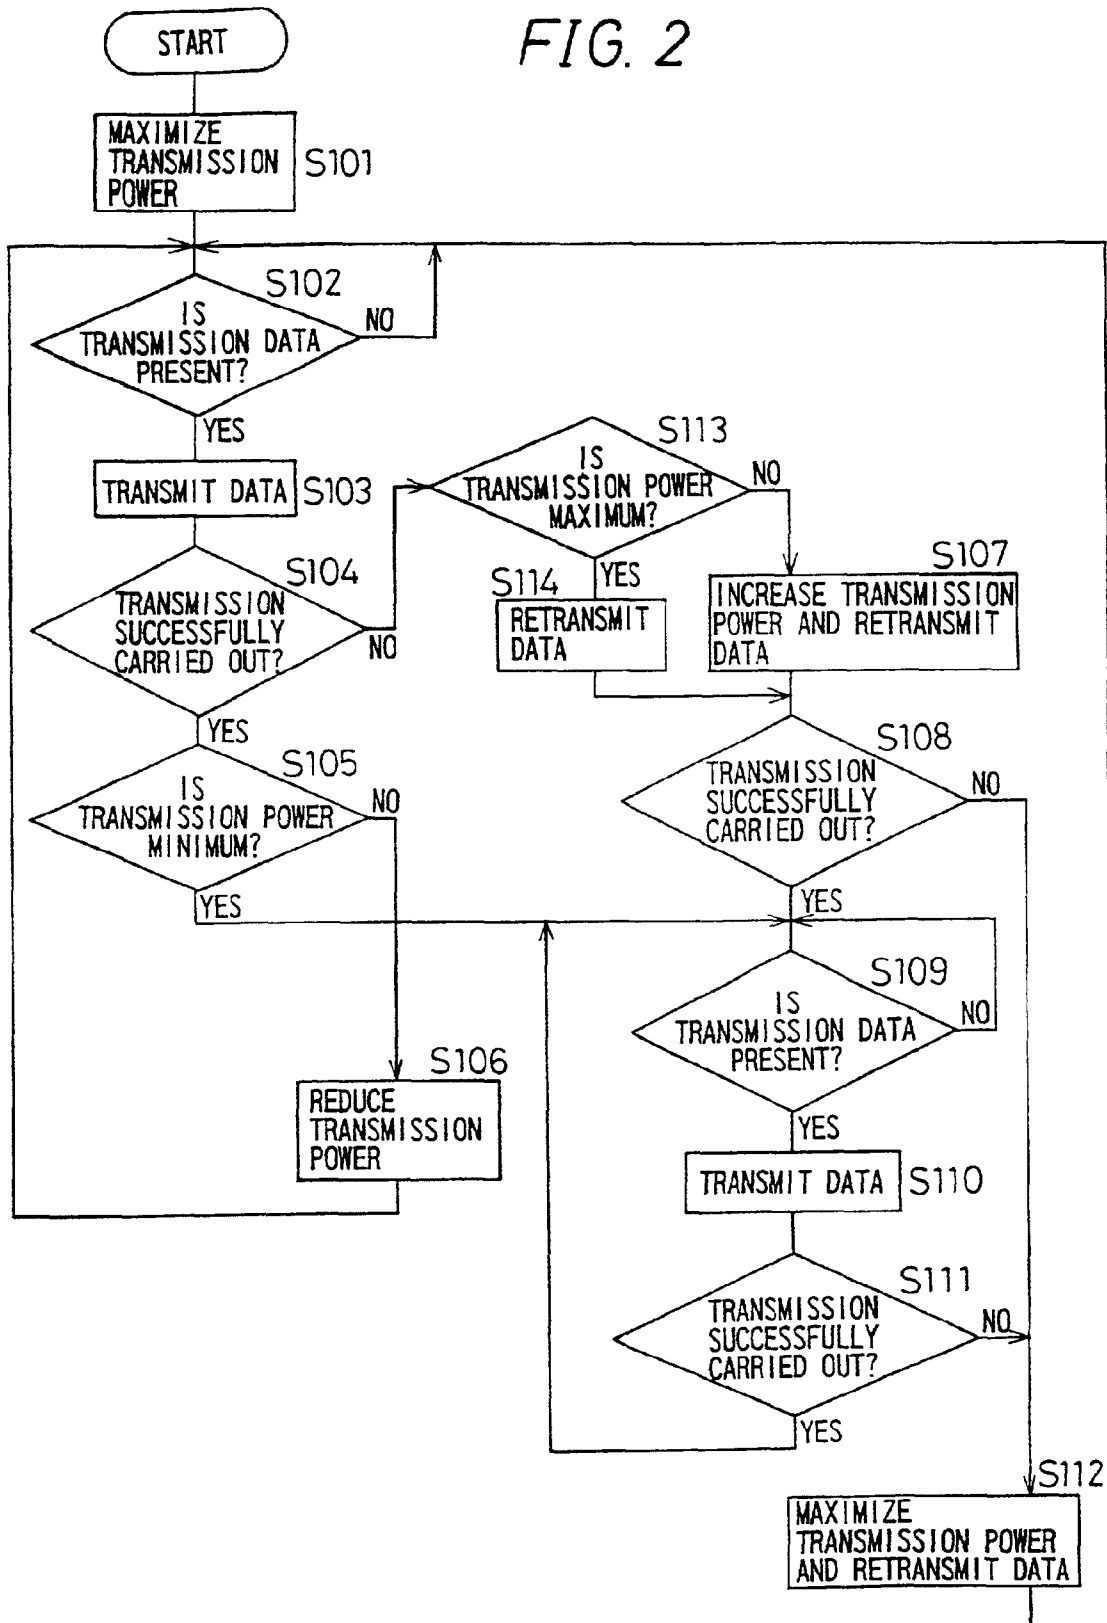 FIG. 2
START
MAXIMIZE
TRANSMISSION
POWER
S101
S102
IS
TRANSMISSION DATA
PRESENT?
NO
YES
TRANSMIT DATA
S103
S104
TRANSMISSION
SUCCESSFULLY
CARRIED OUT?
NO
YES
S105
IS
TRANSMISSION POWER
MINIMUM?
NO
YES
S106
REDUCE
TRANSMISSION
POWER
S113
IS
TRANSMISSION POWER
MAXIMUM?
NO
YES
S114
RETRANSMIT
DATA
S107
INCREASE TRANSMISSION
POWER AND RETRANSMIT
DATA
S108
TRANSMISSION
SUCCESSFULLY
CARRIED OUT?
NO
YES
S109
IS
TRANSMISSION DATA
PRESENT?
NO
YES
TRANSMIT DATA
S110
S111
TRANSMISSION
SUCCESSFULLY
CARRIED OUT?
NO
YES
S112
MAXIMIZE
TRANSMISSION POWER
AND RETRANSMIT DATA